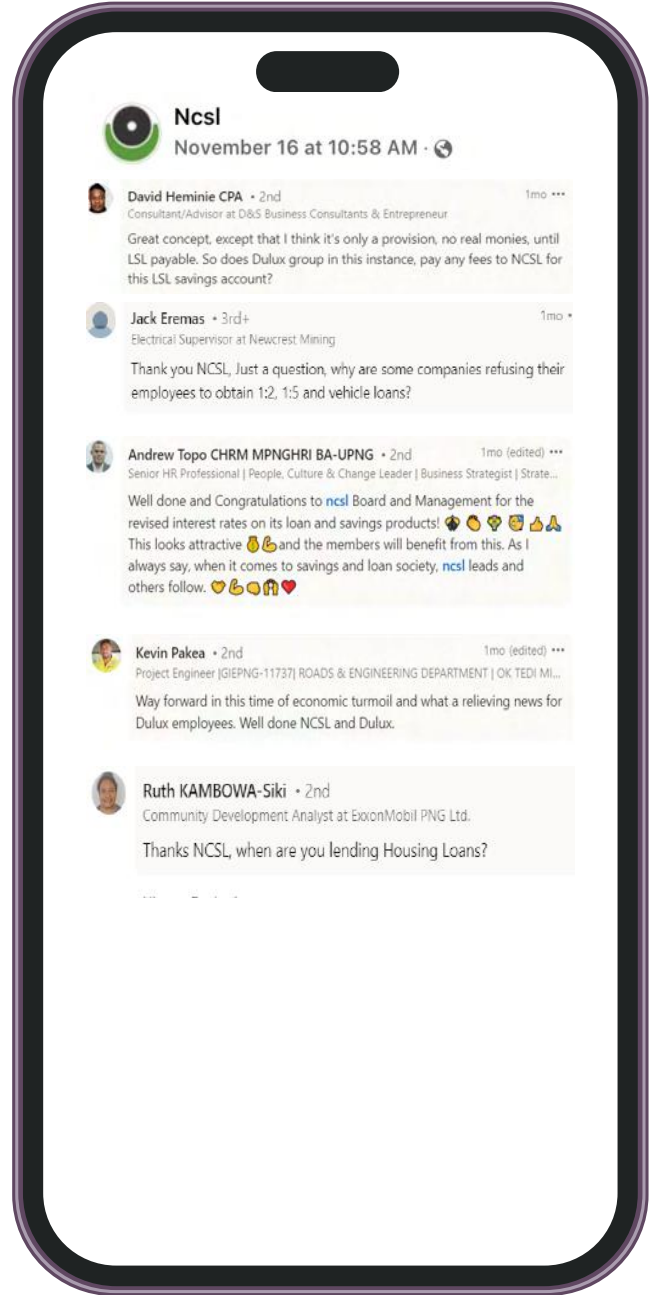 Ncsl
November 16 at 10:58 AM ·
David Heminie CPA • 2nd
1mo •••
Consultant/Advisor at D&S Business Consultants & Entrepreneur
Great concept, except that I think it's only a provision, no real monies, until
LSL payable. So does Dulux group in this instance, pay any fees to NCSL for
this LSL savings account?
Jack Eremas • 3rd+
1mo •
Electrical Supervisor at Newcrest Mining
Thank you NCSL, Just a question, why are some companies refusing their
employees to obtain 1:2, 1:5 and vehicle loans?
Andrew Topo CHRM MPNGHRI BA-UPNG • 2nd
1mo (edited) •••
Senior HR Professional | People, Culture & Change Leader | Business Strategist | Strate...
Well done and Congratulations to ncsl Board and Management for the
revised interest rates on its loan and savings products!
This looks attractive and the members will benefit from this. As I
always say, when it comes to savings and loan society, ncsl leads and
others follow.
Kevin Pakea • 2nd
1mo (edited) •••
Project Engineer |GIEPNG-11737| ROADS & ENGINEERING DEPARTMENT | OK TEDI MI...
Way forward in this time of economic turmoil and what a relieving news for
Dulux employees. Well done NCSL and Dulux.
Ruth KAMBOWA-Siki • 2nd
Community Development Analyst at ExxonMobil PNG Ltd.
Thanks NCSL, when are you lending Housing Loans?